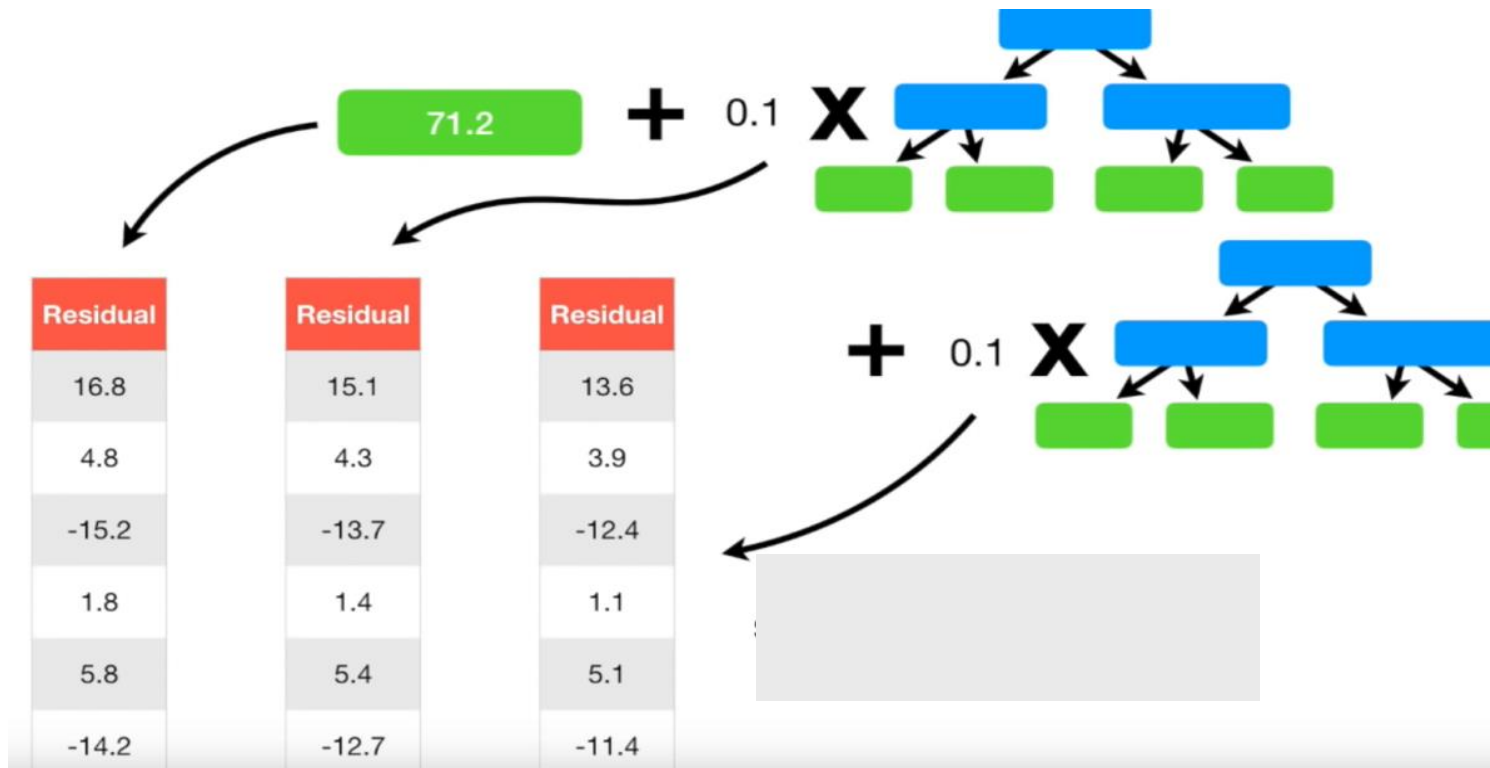 71.2 + 0.1 X
Residual Residual Residual
+ 0.1 X
16.8 15.1 13.6
4.8 4.3 3.9
-15.2 -13.7 -12.4
1.8 1.4 1.1
5.8 5.4 5.1
-14.2 -12.7 -11.4